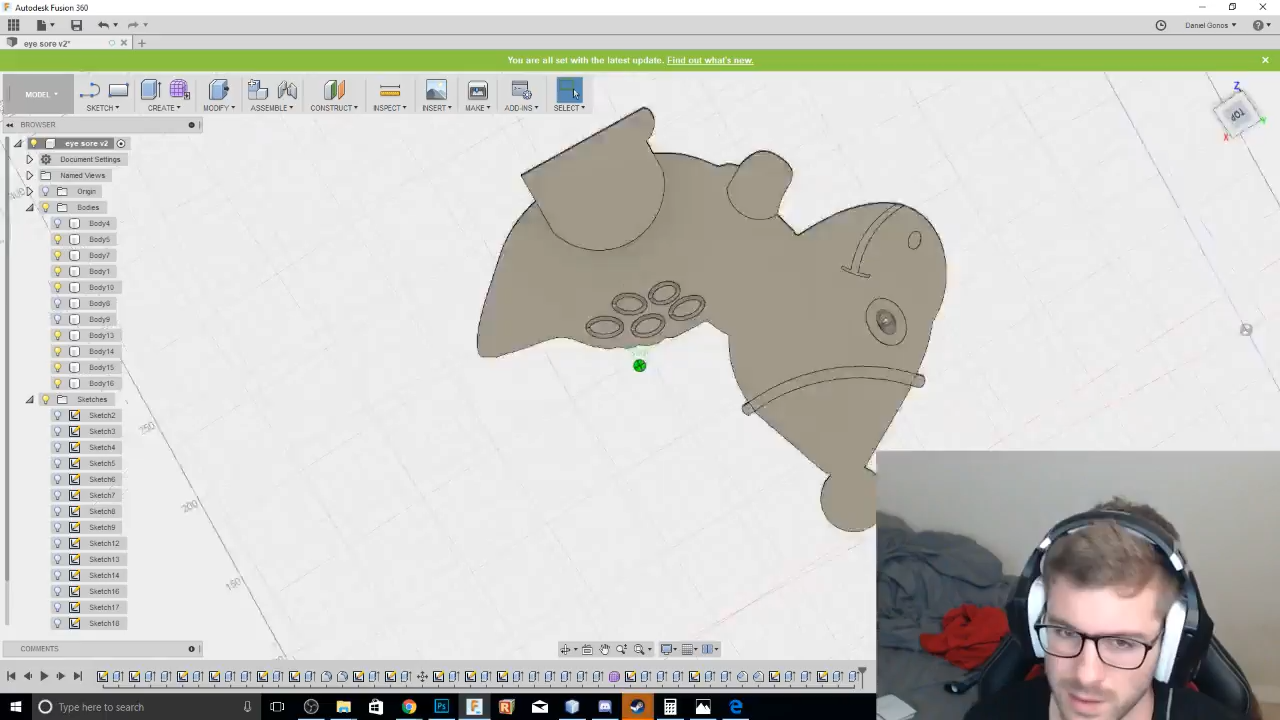 Autodesk Fusion 360
Daniel Gonos
eye sore v2*
You are all set with the latest update. Find out what's new.
MODEL
SKETCH
CREATE
MODIFY
ASSEMBLE
CONSTRUCT
INSPECT
INSERT
MAKE
ADD-INS
SELECT
BROWSER
eye sore v2
Document Settings
Named Views
Origin
Bodies
Body4
Body5
Body7
Body1
Body10
Body8
Body9
Body13
Body14
Body15
Body16
Sketches
Sketch2
Sketch3
Sketch4
Sketch5
Sketch6
Sketch7
Sketch8
Sketch9
Sketch12
Sketch13
Sketch14
Sketch16
Sketch17
Sketch18
Z
TOP
X
Y
250
200
150
COMMENTS
Type here to search